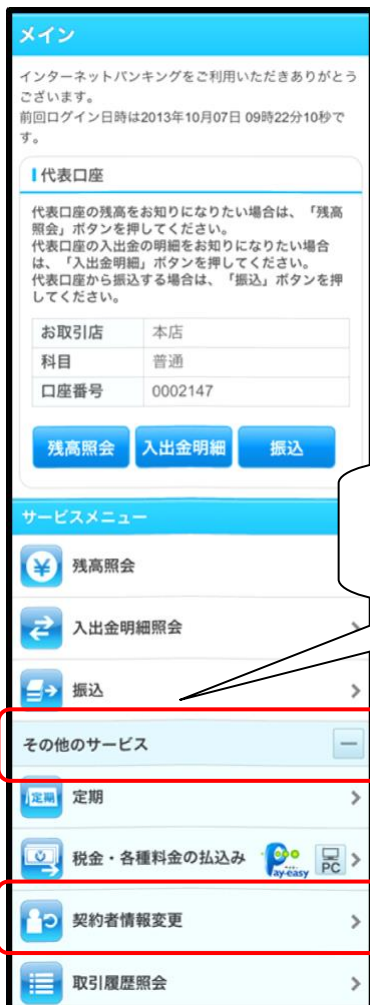 メイン
インターネットバンキングをご利用いただきありがとう
ございます。
前回ログイン日時は2013年10月07日 09時22分10秒で
す。
代表口座
代表口座の残高をお知りになりたい場合は、「残高
照会」ボタンを押してください。
代表口座の入出金の明細をお知りになりたい場合
は、「入出金明細」ボタンを押してください。
代表口座から振込する場合は、「振込」ボタンを押
してください。
お取引店 本店
科目 普通
口座番号 0002147
残高照会 入出金明細 振込
サービスメニュー
¥ 残高照会
入出金明細照会
振込
その他のサービス
定期 定期
税金・各種料金の払込み Pay-easy PC
契約者情報変更
取引履歴照会